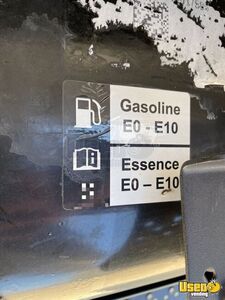 Gasoline
E0 - E10
Essence
E0 – E10
Used
vending